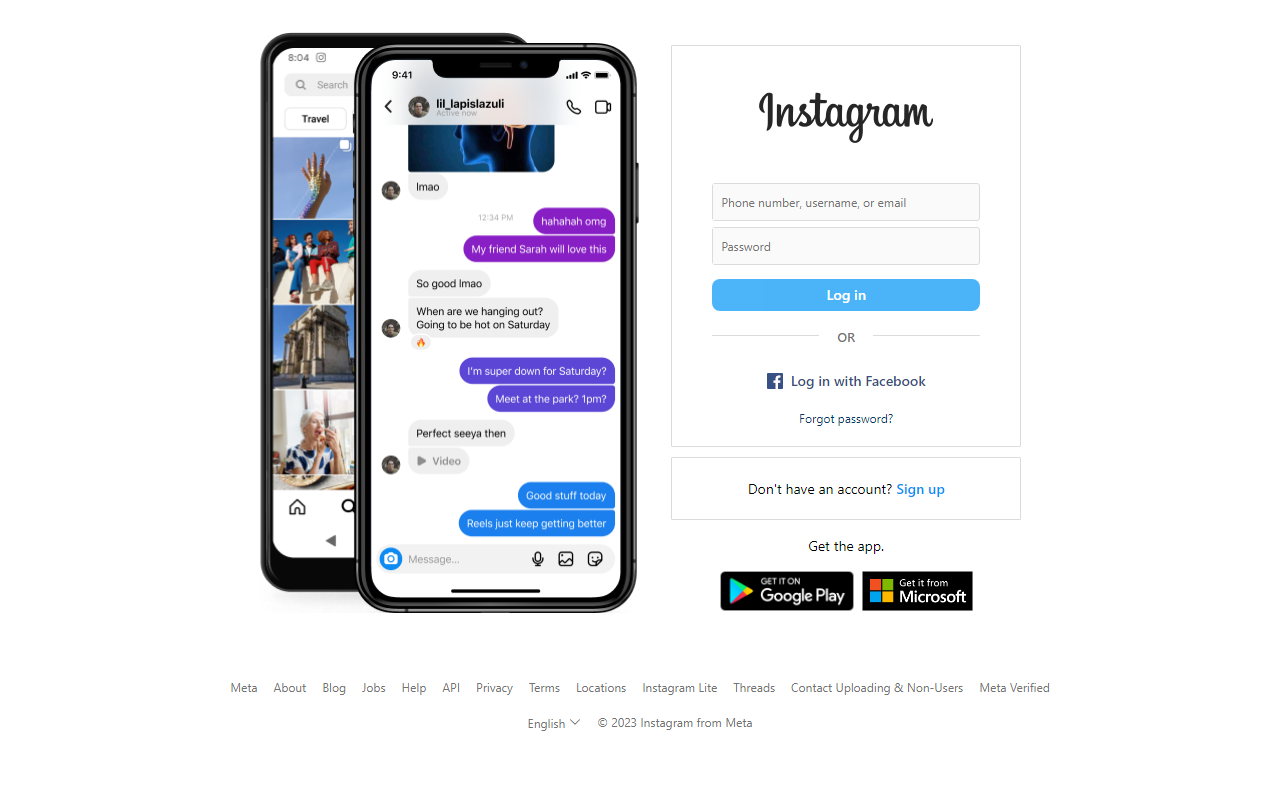 8:04
Search
Travel
9:41
lil_lapislazuli
Active now
lmao
12:34 PM
hahahah omg
My friend Sarah will love this
So good lmao
When are we hanging out?
Going to be hot on Saturday
I'm super down for Saturday?
Meet at the park? 1pm?
Perfect seeya then
Video
Good stuff today
Reels just keep getting better
Message...
Instagram
Phone number, username, or email
Password
Log in
OR
Log in with Facebook
Forgot password?
Don't have an account? Sign up
Get the app.
GET IT ON
Google Play
Get it from
Microsoft
Meta About Blog Jobs Help API Privacy Terms Locations Instagram Lite Threads Contact Uploading & Non-Users Meta Verified
English © 2023 Instagram from Meta